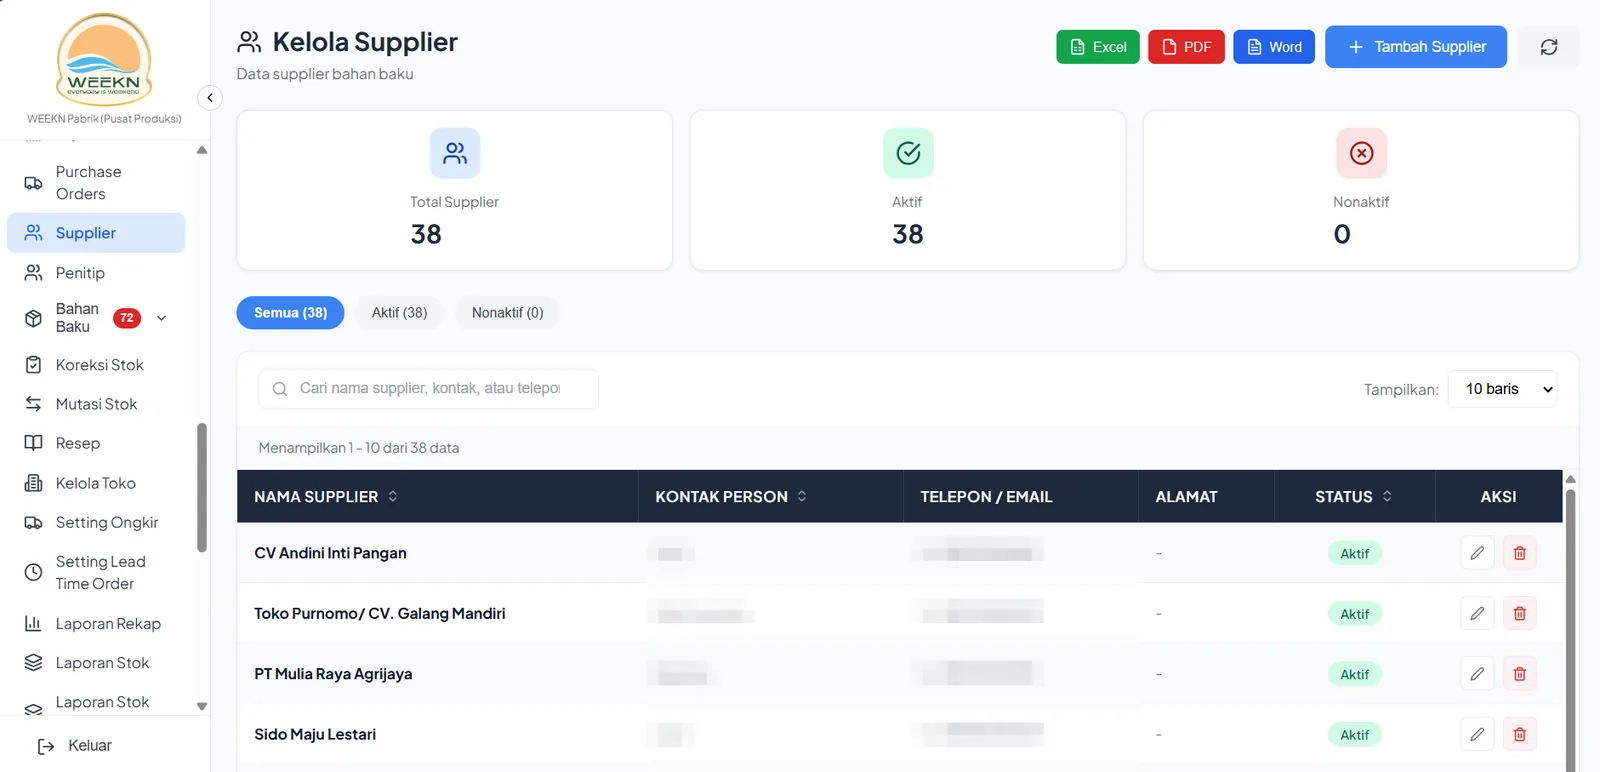 WEEKN
EVERYDAY IS WEEKEND
WEEKN Pabrik (Pusat Produksi)
Purchase
Orders
Supplier
Penitip
Bahan
Baku
72
Koreksi Stok
Mutasi Stok
Resep
Kelola Toko
Setting Ongkir
Setting Lead
Time Order
Laporan Rekap
Laporan Stok
Laporan Stok
Keluar
Kelola Supplier
Data supplier bahan baku
Excel
PDF
Word
Tambah Supplier
Total Supplier
38
Aktif
38
Nonaktif
0
Semua (38)
Aktif (38)
Nonaktif (0)
Cari nama supplier, kontak, atau telepo
Tampilkan:
10 baris
Menampilkan 1 - 10 dari 38 data
NAMA SUPPLIER KONTAK PERSON TELEPON / EMAIL ALAMAT STATUS AKSI
CV Andini Inti Pangan - Aktif
Toko Purnomo/ CV. Galang Mandiri - Aktif
PT Mulia Raya Agrijaya - Aktif
Sido Maju Lestari - Aktif